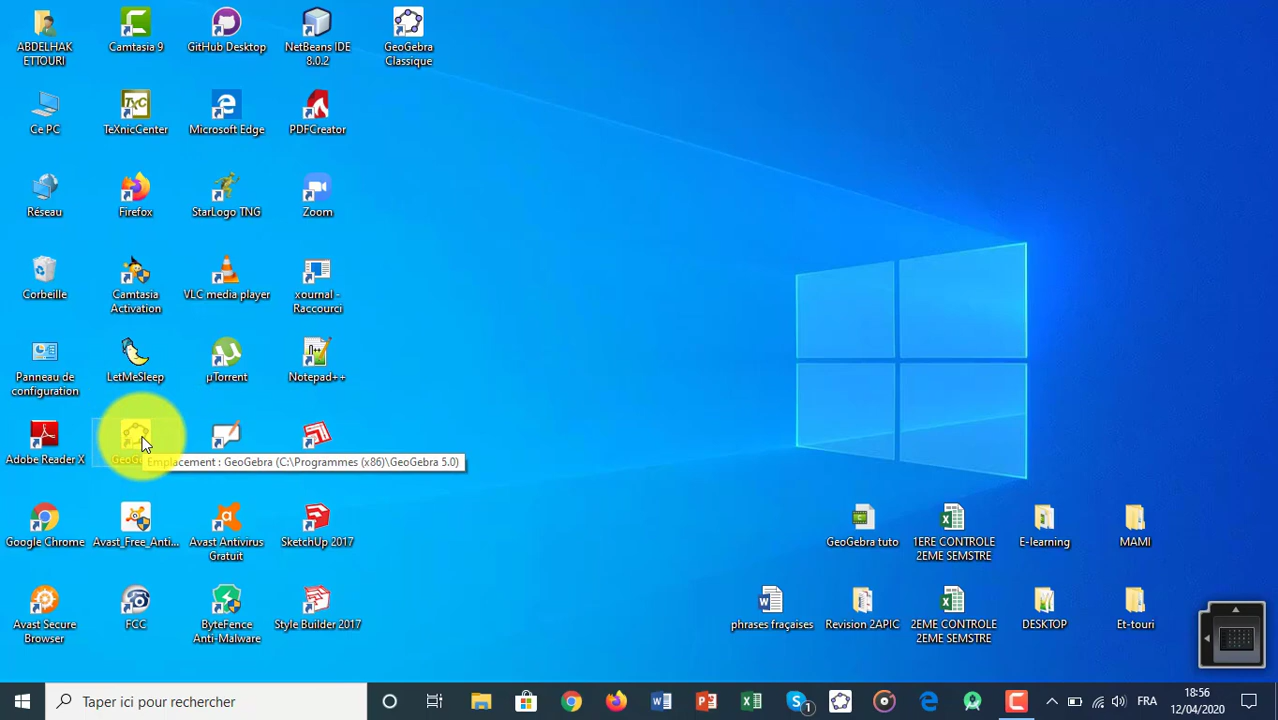 ABDELHAK
ETTOURI
Camtasia 9
GitHub Desktop
NetBeans IDE
8.0.2
GeoGebra
Classique
Ce PC
TeXnicCenter
Microsoft Edge
PDFCreator
Réseau
Firefox
StarLogo TNG
Zoom
Corbeille
Camtasia
Activation
VLC media player
xournal -
Raccourci
Panneau de
configuration
LetMeSleep
µTorrent
Notepad++
Adobe Reader X
Emplacement : GeoGebra (C:\Programmes (x86)\GeoGebra 5.0)
Google Chrome
Avast_Free_Anti...
Avast Antivirus
Gratuit
SketchUp 2017
GeoGebra tuto
1ERE CONTROLE
2EME SEMSTRE
E-learning
MAMI
Avast Secure
Browser
FCC
ByteFence
Anti-Malware
Style Builder 2017
phrases fraçaises
Revision 2APIC
2EME CONTROLE
2EME SEMSTRE
DESKTOP
Et-touri
Taper ici pour rechercher
1
FRA
18:56
12/04/2020